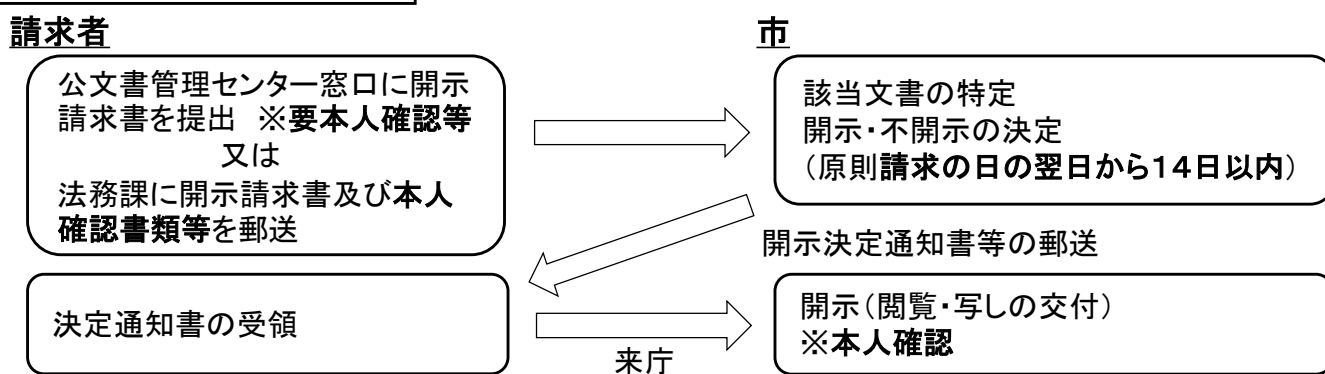 請求者
公文書管理センター窓口に開示
請求書を提出 ※要本人確認等
又は
法務課に開示請求書及び本人
確認書類等を郵送
市
該当文書の特定
開示・不開示の決定
（原則請求の日の翌日から１４日以内）
開示決定通知書等の郵送
決定通知書の受領
来庁
開示（閲覧・写しの交付）
※本人確認